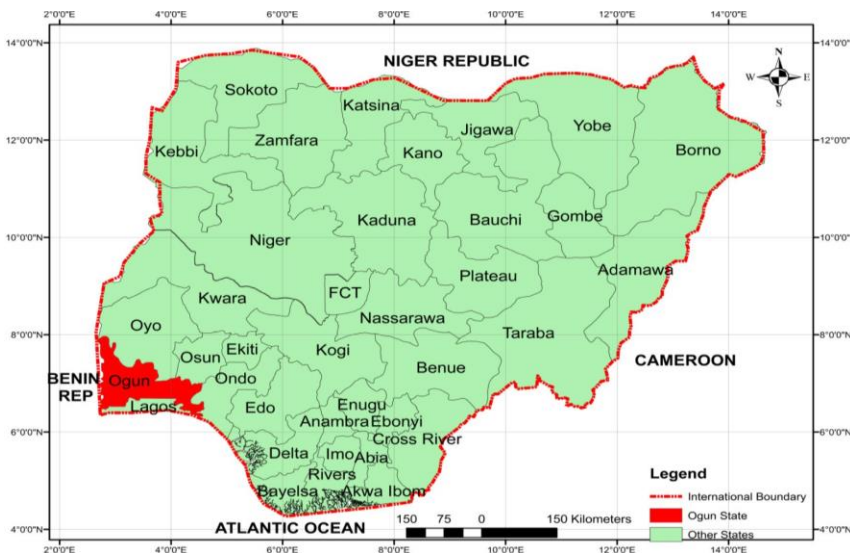 2°0'0"E 4°0'0"E 6°0'0"E 8°0'0"E 10°0'0"E 12°0'0"E 14°0'0"E
14°0'0"N 14°0'0"N
NIGER REPUBLIC
N
W E
S
Sokoto
Katsina
Yobe
Jigawa
Zamfara
12°0'0"N 12°0'0"N
Kebbi Kano Borno
Kaduna Bauchi Gombe
10°0'0"N 10°0'0"N
Niger
Plateau Adamawa
FCT
Kwara
Nassarawa
Oyo Taraba
8°0'0"N 8°0'0"N
Osun Ekiti Kogi
Benue CAMEROON
BENIN
REP
Ogun Ondo
Lagos Edo Enugu
Anambra Ebonyi
6°0'0"N 6°0'0"N
Cross River
Delta Imo Abia
Rivers
Bayelsa Akwa Ibom
ATLANTIC OCEAN
4°0'0"N 4°0'0"N
150 75 0 150 Kilometers
Legend
International Boundary
Ogun State
Other States
2°0'0"E 4°0'0"E 6°0'0"E 8°0'0"E 10°0'0"E 12°0'0"E 14°0'0"E